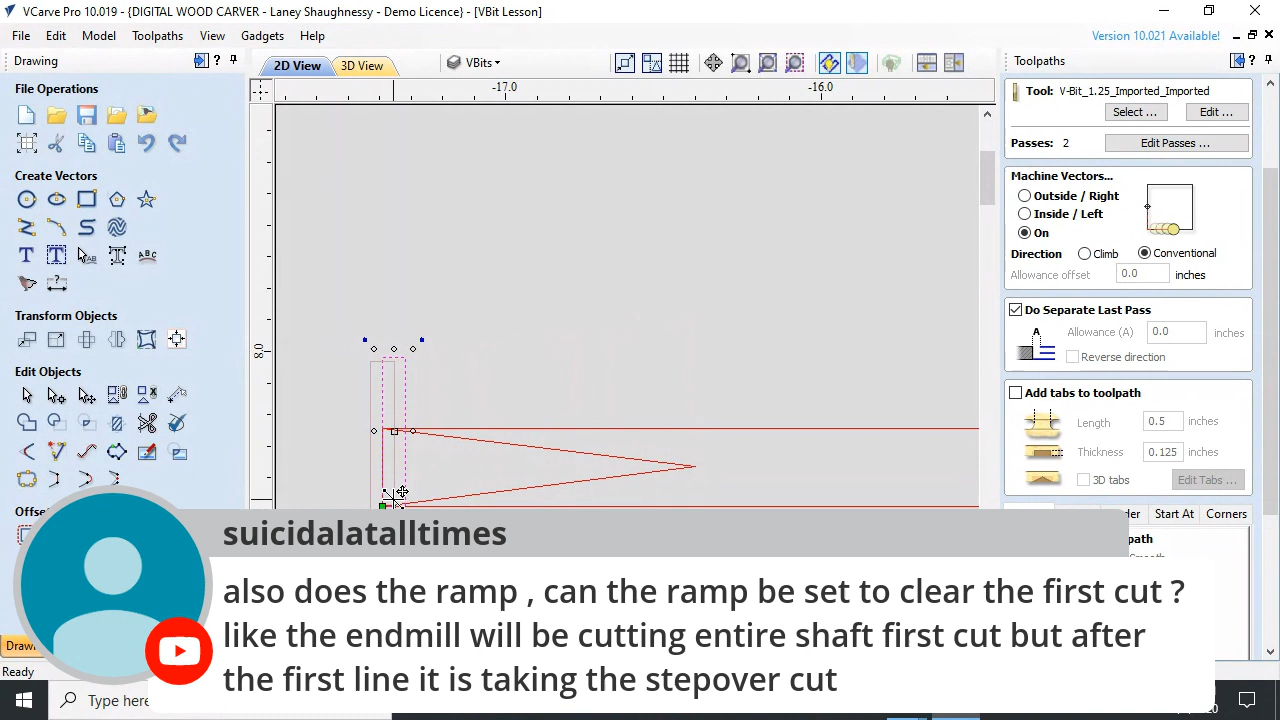 VCarve Pro 10.019 - {DIGITAL WOOD CARVER - Laney Shaughnessy - Demo Licence} - [VBit Lesson]
File Edit Model Toolpaths View Gadgets Help
Version 10.021 Available!
Drawing
2D View 3D View
VBits
Toolpaths
File Operations
Create Vectors
Transform Objects
Edit Objects
-17.0 -16.0
8.0
Tool: V-Bit_1.25_Imported_Imported
Select ... Edit ...
Passes: 2 Edit Passes ...
Machine Vectors...
Outside / Right
Inside / Left
On
Direction Climb Conventional
Allowance offset 0.0 inches
Do Separate Last Pass
A Allowance (A) 0.0 inches
Reverse direction
Add tabs to toolpath
Length 0.5 inches
Thickness 0.125 inches
3D tabs Edit Tabs ...
Start At Corners
suicidalatalltimes
also does the ramp , can the ramp be set to clear the first cut ?
like the endmill will be cutting entire shaft first cut but after
the first line it is taking the stepover cut
Ready
Type here